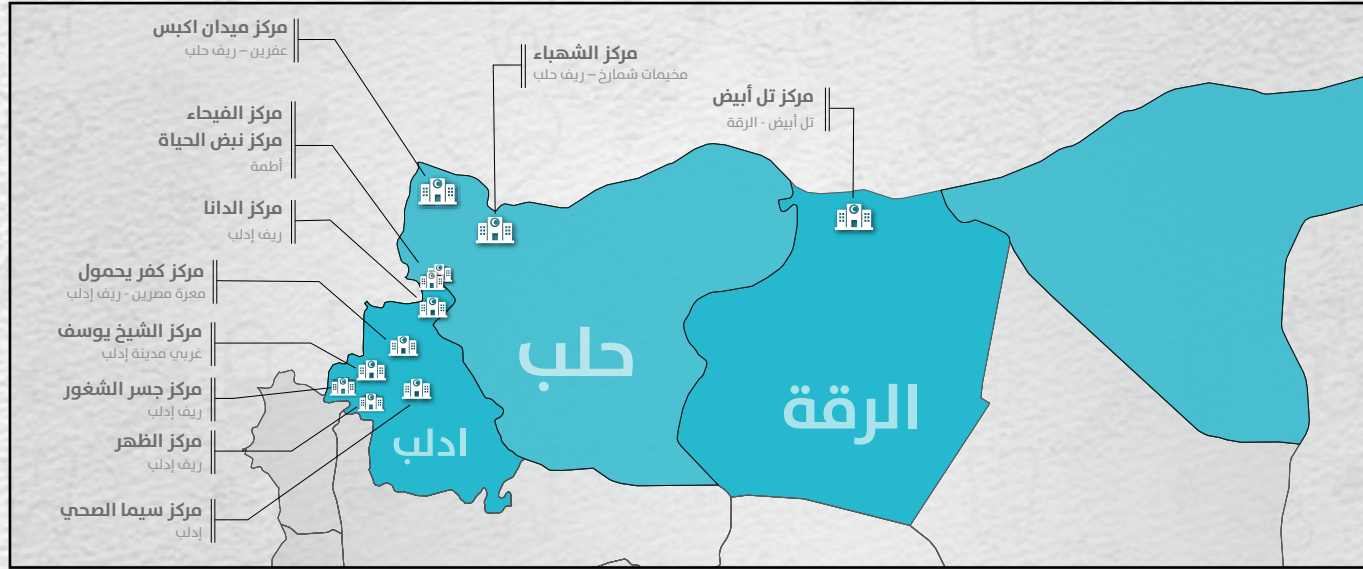 مركز ميدان اكبس
عفرين – ريف حلب
مركز الشهباء
مخيمات شمارخ – ريف حلب
مركز تل أبيض
تل أبيض - الرقة
مركز الفيحاء
مركز نبض الحياة
أطمة
مركز الدانا
ريف إدلب
مركز كفر يحمول
معرة مصرين - ريف إدلب
مركز الشيخ يوسف
غربي مدينة إدلب
مركز جسر الشغور
ريف إدلب
مركز الظهر
ريف إدلب
مركز سيما الصحي
إدلب
حلب
الرقة
ادلب